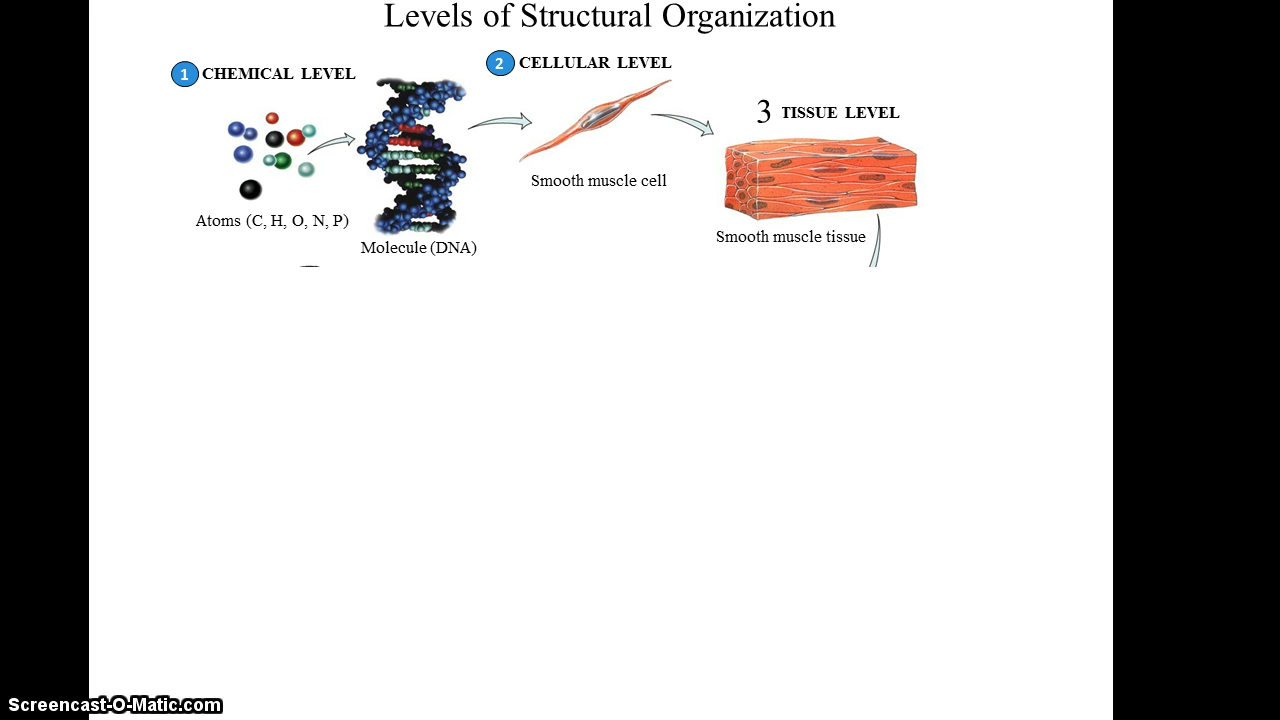 Levels of Structural Organization
1 CHEMICAL LEVEL
2 CELLULAR LEVEL
3 TISSUE LEVEL
Smooth muscle cell
Atoms (C, H, O, N, P)
Smooth muscle tissue
Molecule (DNA)
Screencast-O-Matic.com